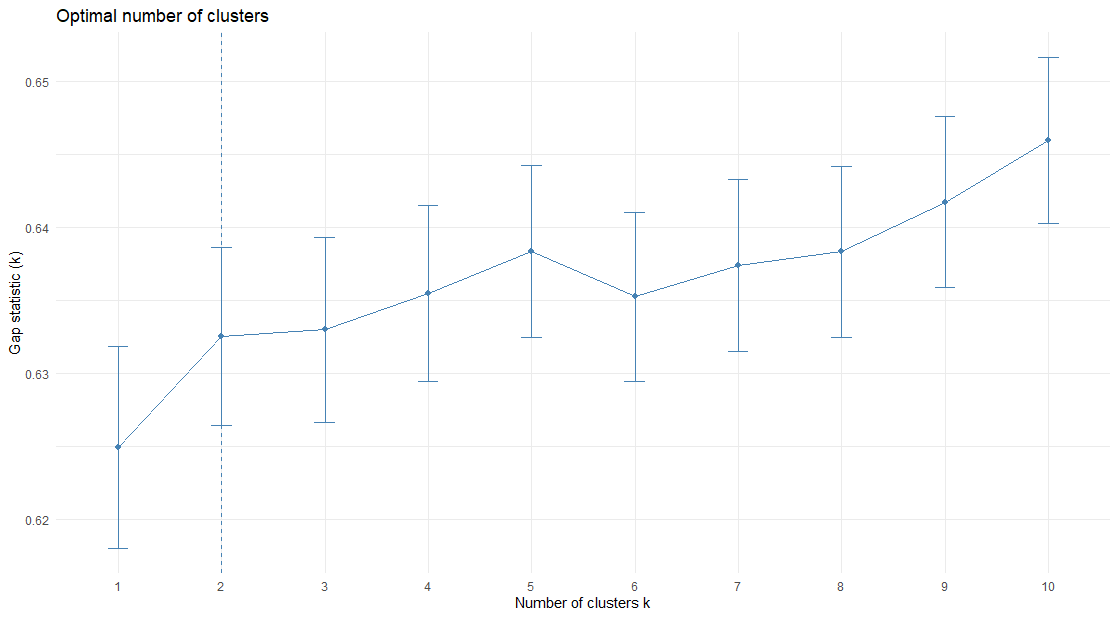 Optimal number of clusters
0.65
0.64
0.63
0.62
Gap statistic (k)
1 2 3 4 5 6 7 8 9 10
Number of clusters k